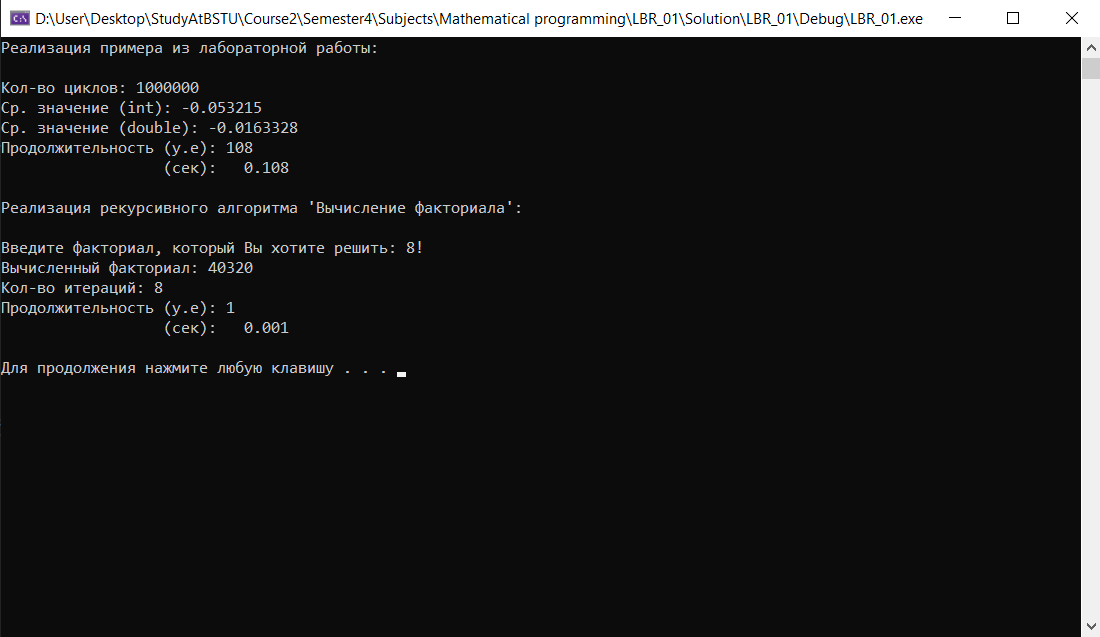 D:\User\Desktop\StudyAtBSTU\Course2\Semester4\Subjects\Mathematical programming\LBR_01\Solution\LBR_01\Debug\LBR_01.exe
Реализация примера из лабораторной работы:
Кол-во циклов: 1000000
Ср. значение (int): -0.053215
Ср. значение (double): -0.0163328
Продолжительность (у.е): 108
(сек):   0.108
Реализация рекурсивного алгоритма 'Вычисление факториала':
Введите факториал, который Вы хотите решить: 8!
Вычисленный факториал: 40320
Кол-во итераций: 8
Продолжительность (у.е): 1
(сек):   0.001
Для продолжения нажмите любую клавишу . . .